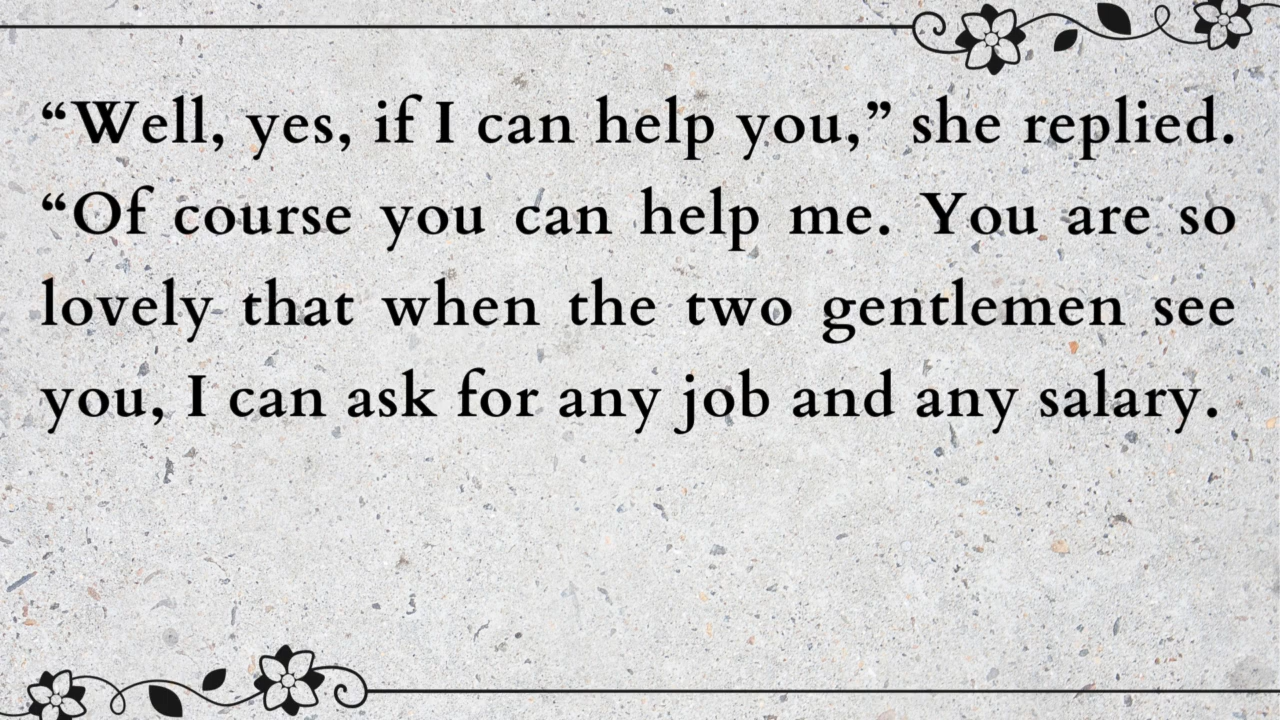 “Well, yes, if I can help you,” she replied.
“Of course you can help me. You are so
lovely that when the two gentlemen see
you, I can ask for any job and any salary.